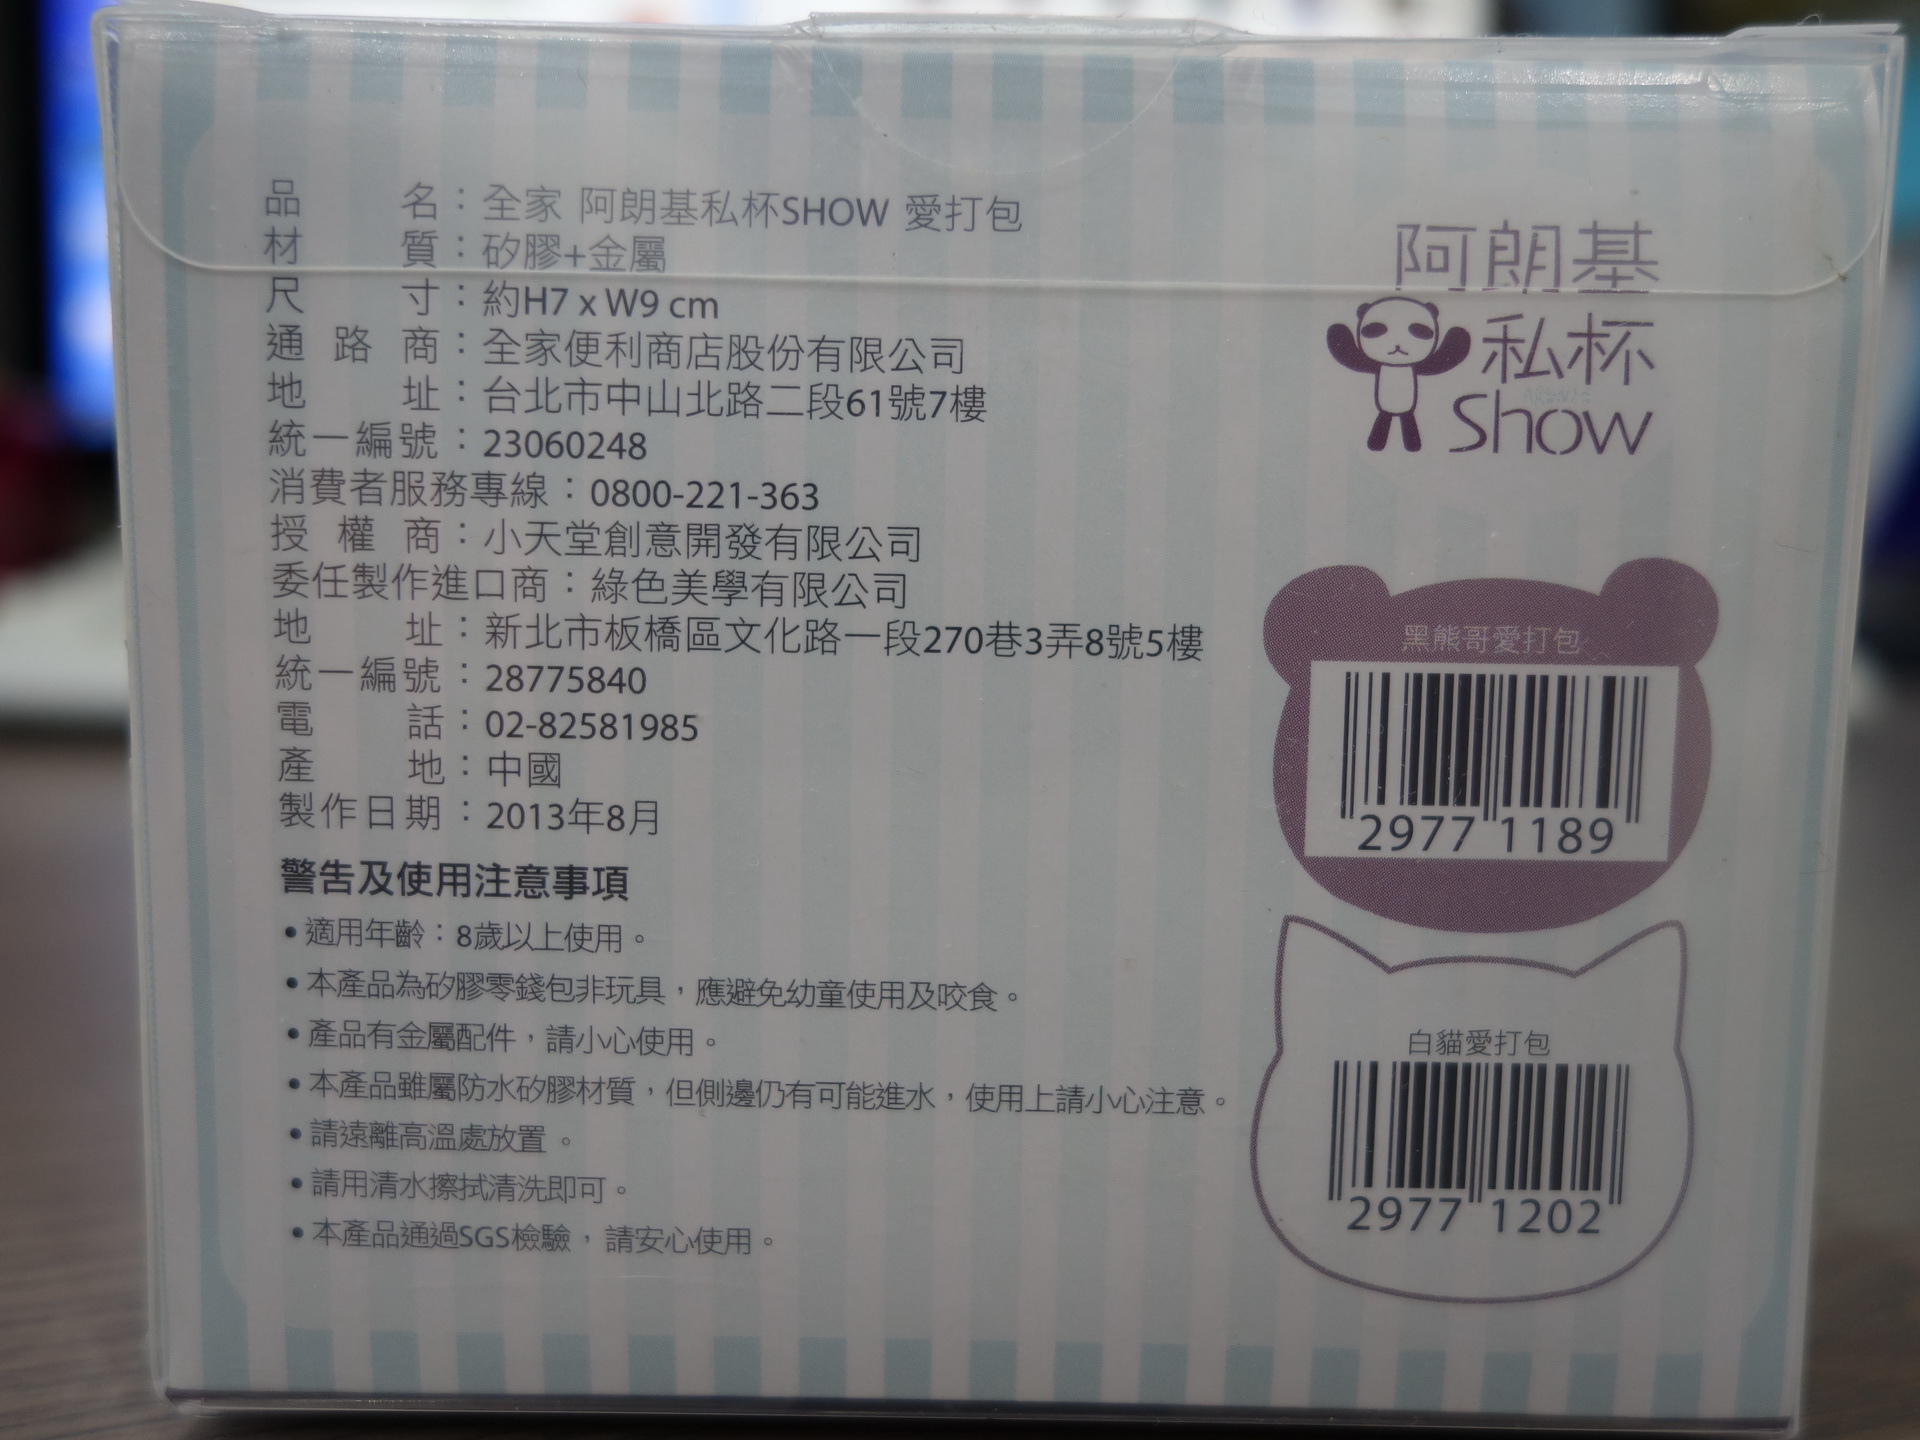 品名：全家 阿朗基私杯SHOW 愛打包
材質：矽膠+金屬
尺寸：約H7 x W9 cm
通路商：全家便利商店股份有限公司
地址：台北市中山北路二段61號7樓
統一編號：23060248
消費者服務專線：0800-221-363
授權商：小天堂創意開發有限公司
委任製作進口商：綠色美學有限公司
地址：新北市板橋區文化路一段270巷3弄8號5樓
統一編號：28775840
電話：02-82581985
產地：中國
製作日期：2013年8月
警告及使用注意事項
•適用年齡：8歲以上使用。
•本產品為矽膠零錢包非玩具，應避免幼童使用及咬食。
•產品有金屬配件，請小心使用。
•本產品雖屬防水矽膠材質，但側邊仍有可能進水，使用上請小心注意。
•請遠離高溫處放置。
•請用清水擦拭清洗即可。
•本產品通過SGS檢驗，請安心使用。
阿朗基
私杯
Show
黑熊哥愛打包
2977 1189
白貓愛打包
2977 1202